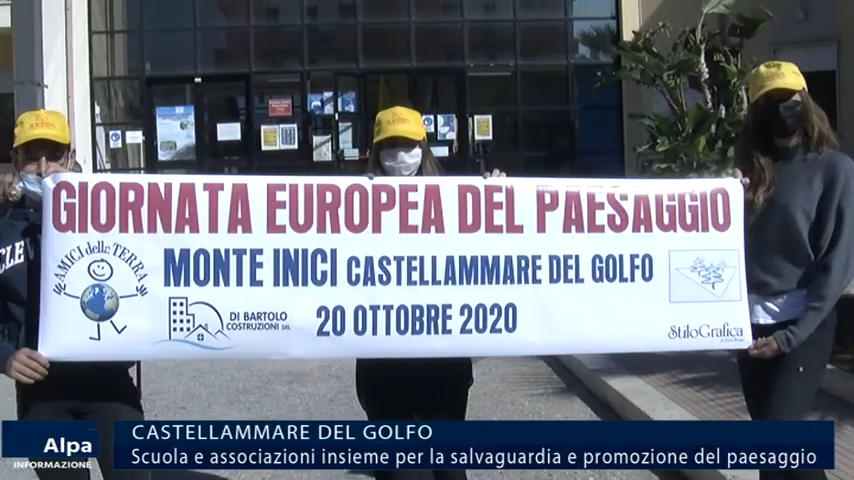 GIORNATA EUROPEA DEL PAESAGGIO
AMICI della TERRA
MONTE INICI CASTELLAMMARE DEL GOLFO
DI BARTOLO
COSTRUZIONI SRL
20 OTTOBRE 2020
StiloGrafica
CLE
Alpa
INFORMAZIONE
CASTELLAMMARE DEL GOLFO
Scuola e associazioni insieme per la salvaguardia e promozione del paesaggio